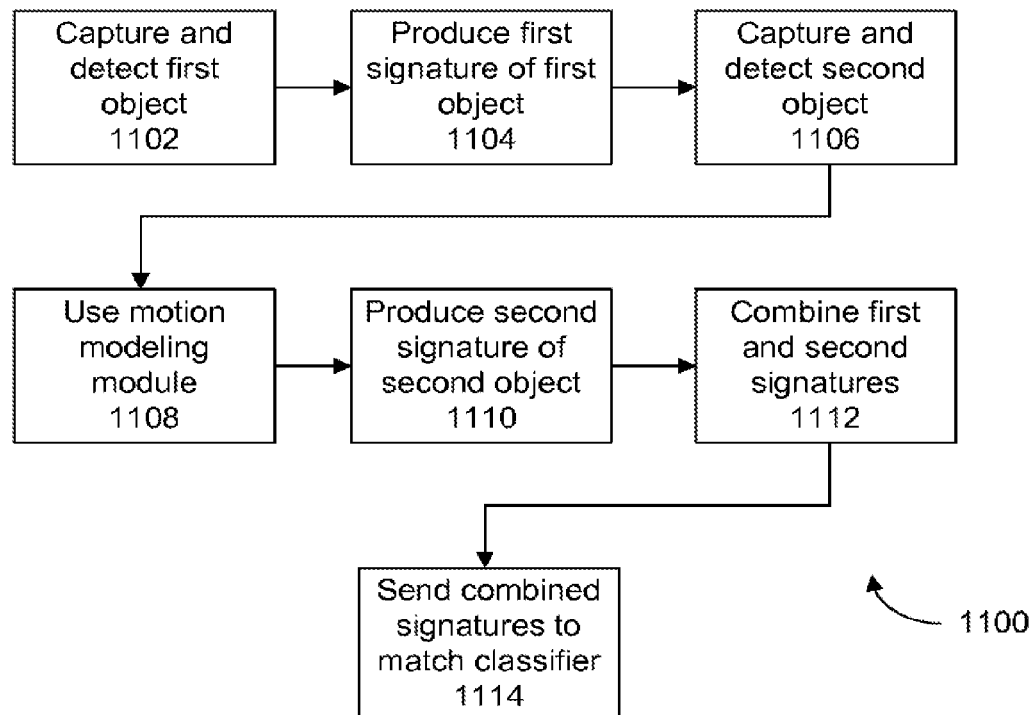 Capture and
detect first
object
1102
Produce first
signature of first
object
1104
Capture and
detect second
object
1106
Use motion
modeling
module
1108
Produce second
signature of
second object
1110
Combine first
and second
signatures
1112
Send combined
signatures to
match classifier
1114
1100